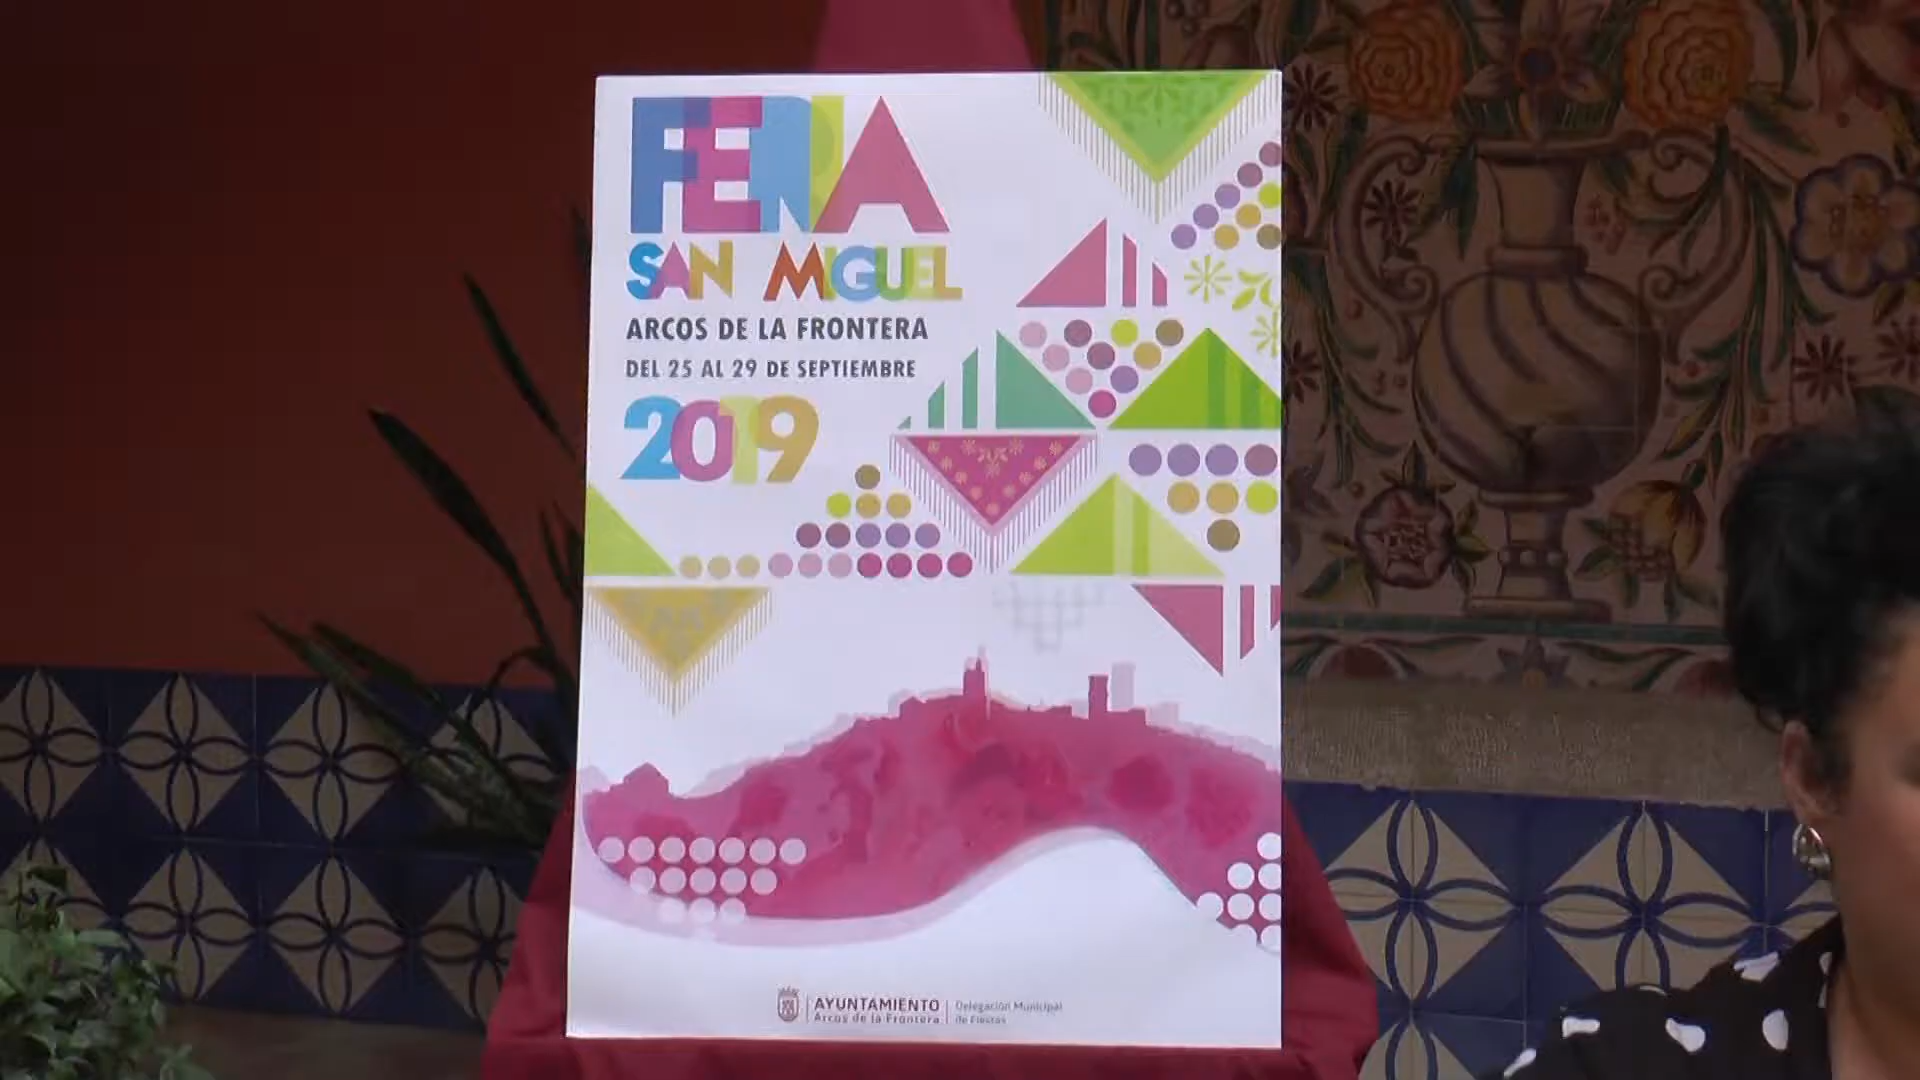 FERIA
SAN MIGUEL
ARCOS DE LA FRONTERA
DEL 25 AL 29 DE SEPTIEMBRE
2019
AYUNTAMIENTO
Arcos de la Frontera
Delegación Municipal
de Fiestas